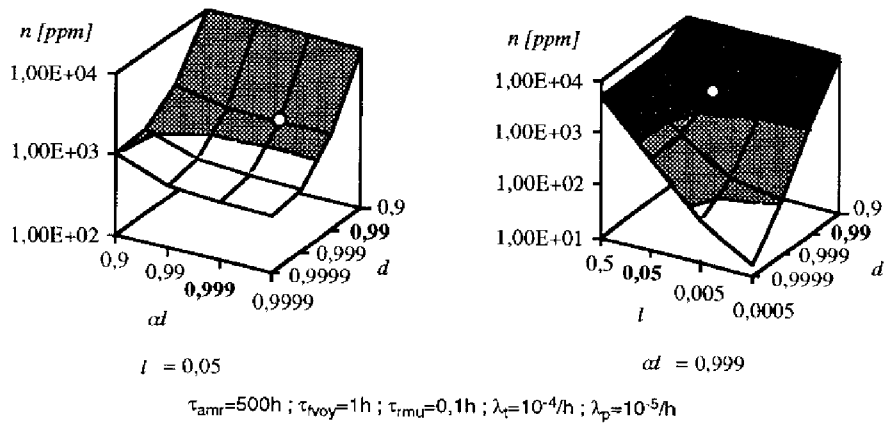 n [ppm]
1,00E+04
1,00E+03
1,00E+02
0,9
0,99
0,999
0,9999
αl
0,9
0,99
0,999
0,9999
d
l = 0,05
n [ppm]
1,00E+04
1,00E+03
1,00E+02
1,00E+01
0,5
0,05
0,005
0,0005
l
0,9
0,99
0,999
0,9999
d
αl = 0,999
τamr=500h ; τfvoy=1h ; τrmu=0,1h ; λt=10⁻⁴/h ; λp=10⁻⁵/h